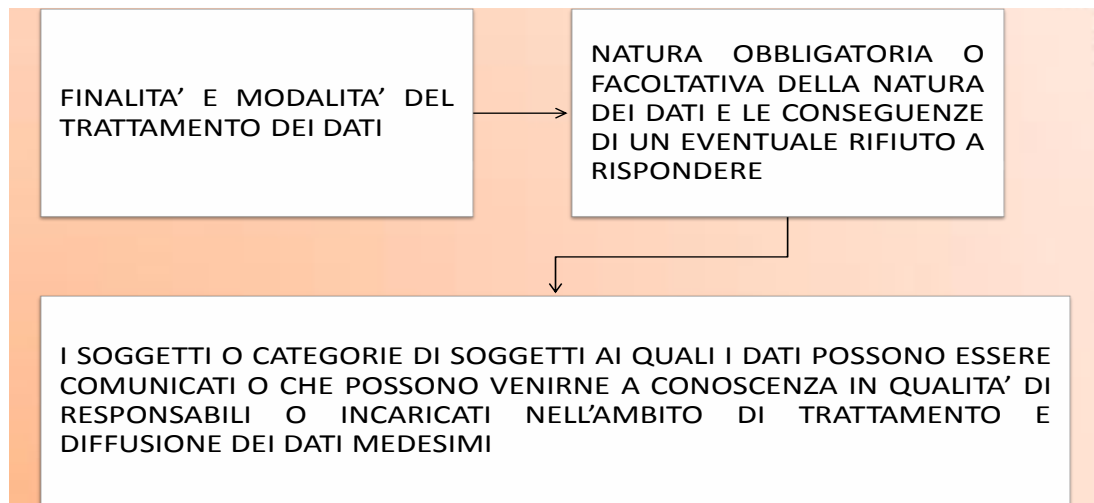 FINALITA’ E MODALITA’ DEL
TRATTAMENTO DEI DATI
NATURA OBBLIGATORIA O
FACOLTATIVA DELLA NATURA
DEI DATI E LE CONSEGUENZE
DI UN EVENTUALE RIFIUTO A
RISPONDERE
I SOGGETTI O CATEGORIE DI SOGGETTI AI QUALI I DATI POSSONO ESSERE
COMUNICATI O CHE POSSONO VENIRNE A CONOSCENZA IN QUALITA’ DI
RESPONSABILI O INCARICATI NELL’AMBITO DI TRATTAMENTO E
DIFFUSIONE DEI DATI MEDESIMI